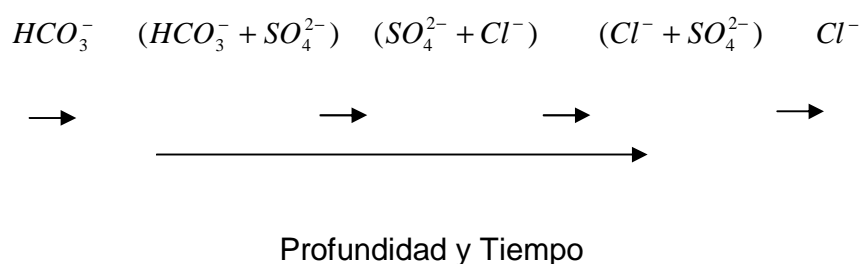 HCO₃⁻ (HCO₃⁻ + SO₄²⁻) (SO₄²⁻ + Cl⁻) (Cl⁻ + SO₄²⁻) Cl⁻
Profundidad y Tiempo